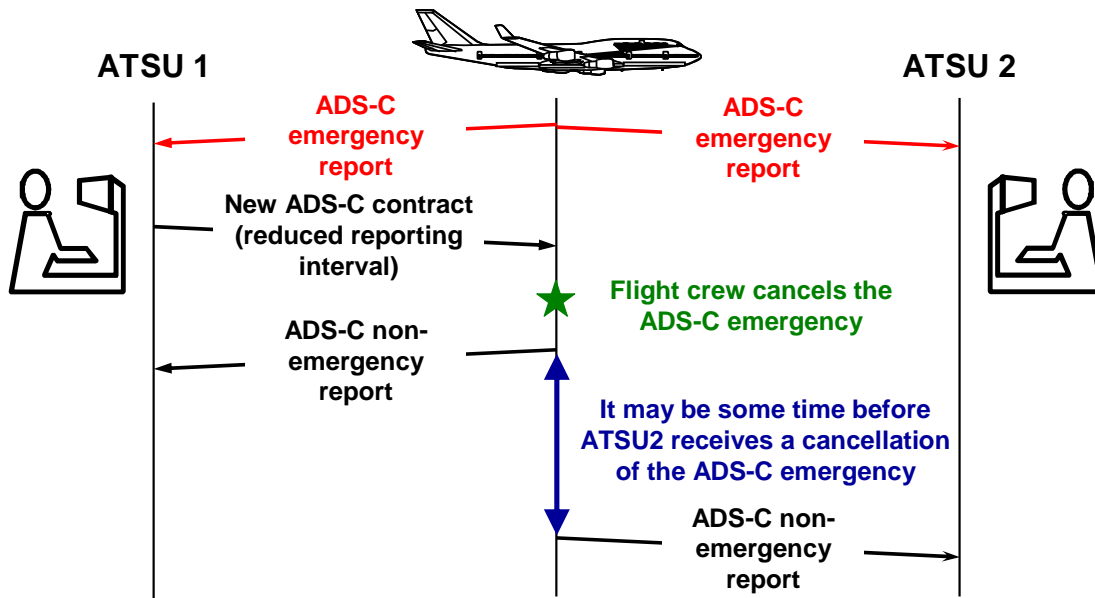 ATSU 1
ATSU 2
ADS-C
emergency
report
ADS-C
emergency
report
New ADS-C contract
(reduced reporting
interval)
Flight crew cancels the
ADS-C emergency
ADS-C non-
emergency
report
It may be some time before
ATSU2 receives a cancellation
of the ADS-C emergency
ADS-C non-
emergency
report